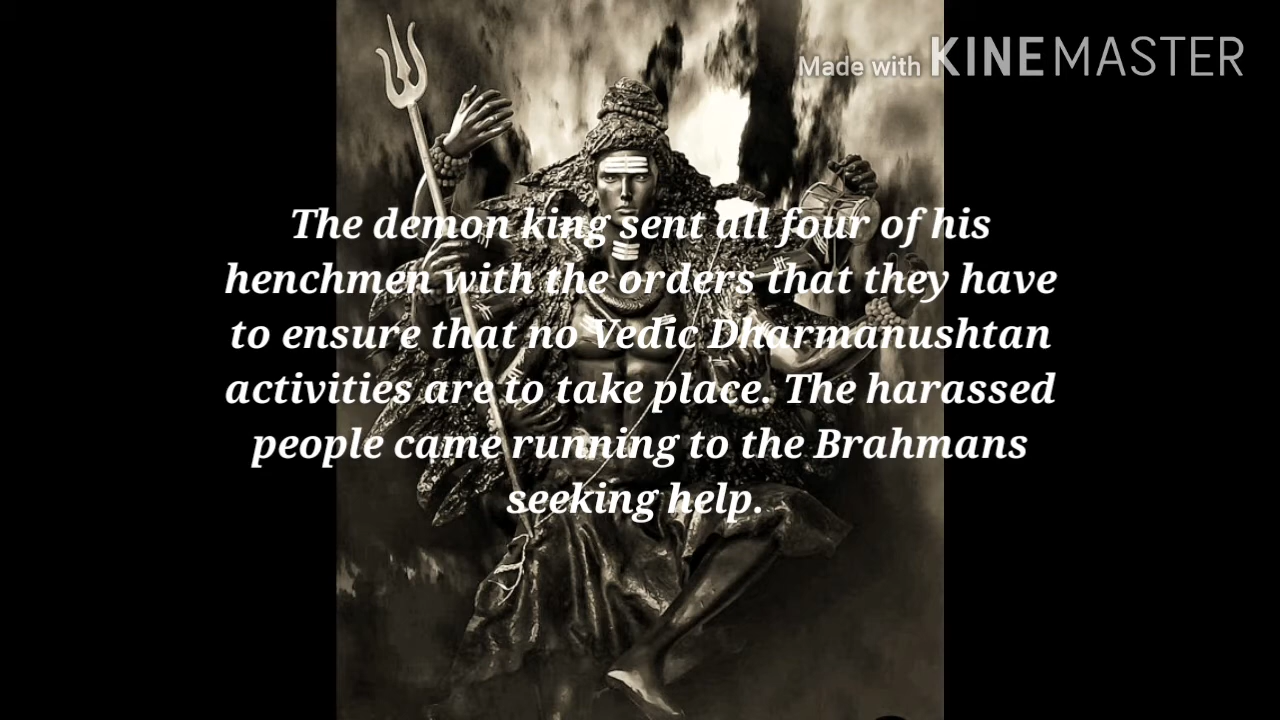 Made with KINEMASTER
The demon king sent all four of his
henchmen with the orders that they have
to ensure that no Vedic Dharmanushtan
activities are to take place. The harassed
people came running to the Brahmans
seeking help.